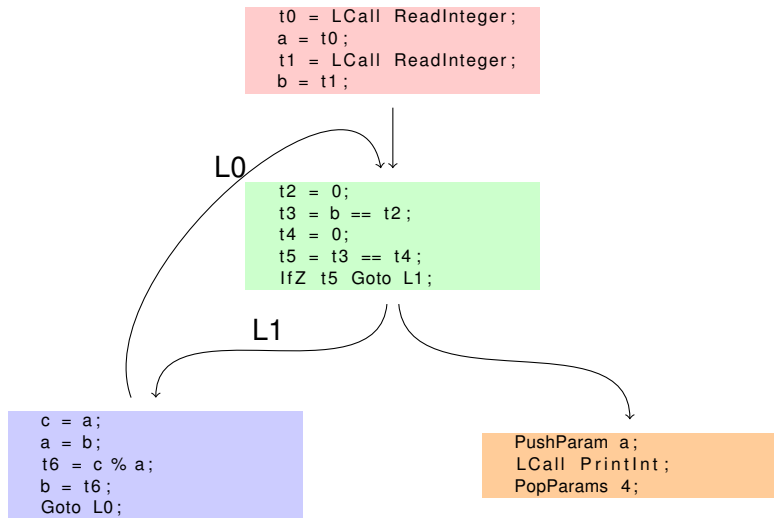 t0 = LCall ReadInteger;
a = t0;
t1 = LCall ReadInteger;
b = t1;
L0
t2 = 0;
t3 = b == t2;
t4 = 0;
t5 = t3 == t4;
IfZ t5 Goto L1;
L1
c = a;
a = b;
t6 = c % a;
b = t6;
Goto L0;
PushParam a;
LCall PrintInt;
PopParams 4;